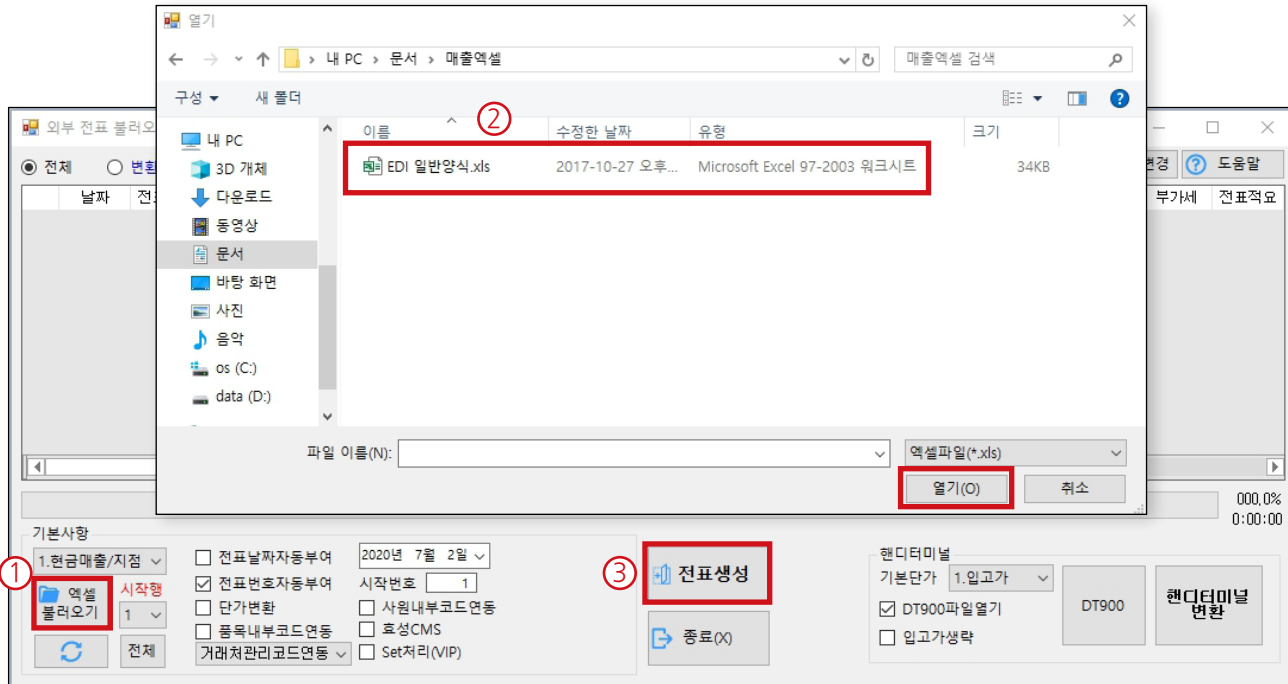 열기
내 PC › 문서 › 매출엑셀
매출엑셀 검색
구성
새 폴더
②
이름
수정한 날짜
유형
크기
EDI 일반양식.xls
2017-10-27 오후...
Microsoft Excel 97-2003 워크시트
34KB
내 PC
3D 개체
다운로드
동영상
문서
바탕 화면
사진
음악
os (C:)
data (D:)
파일 이름(N):
엑셀파일(*.xls)
열기(O)
취소
외부 전표 불러오
전체
변환
변경
도움말
날짜
전표
부가세
전표적요
000,0%
0:00:00
기본사항
1.현금매출/지점
①
엑셀
불러오기
시작행
1
전체
전표날짜자동부여
2020년 7월 2일
전표번호자동부여
시작번호
1
단가변환
사원내부코드연동
품목내부코드연동
효성CMS
거래처관리코드연동
Set처리(VIP)
③
전표생성
종료(X)
핸디터미널
기본단가
1.입고가
DT900파일열기
입고가생략
DT900
핸디터미널
변환